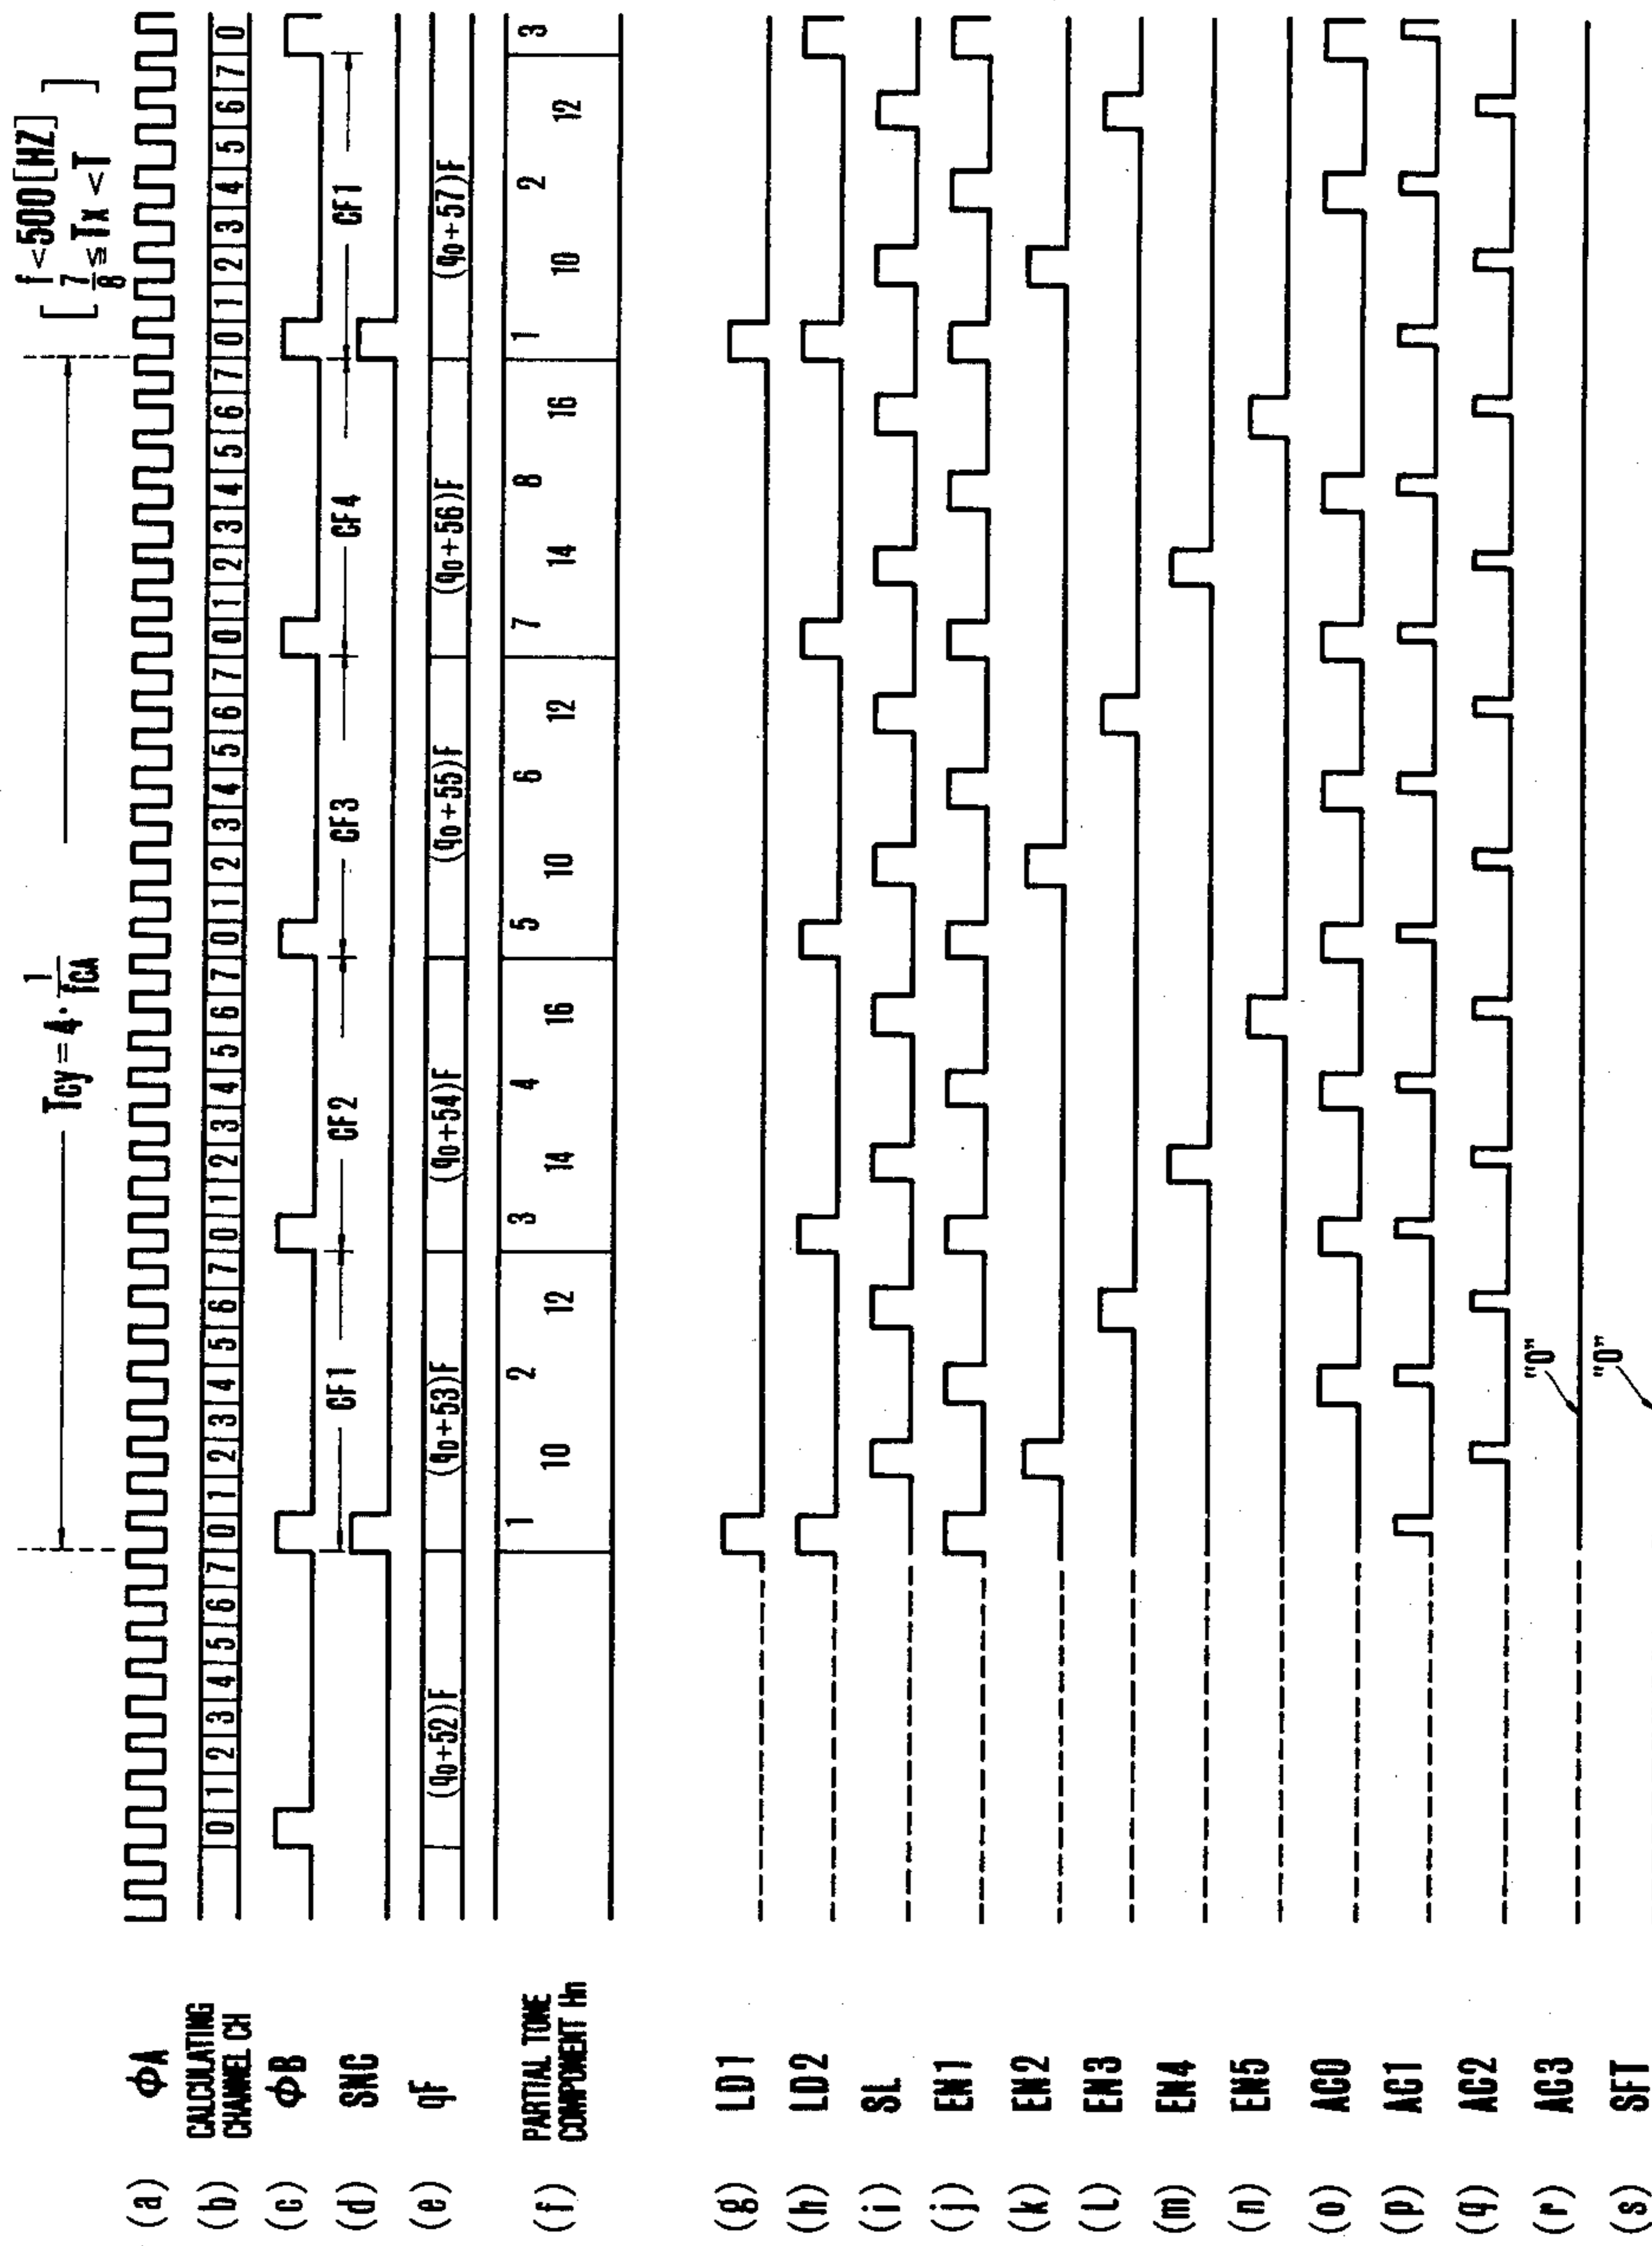 Tcy = 4 · 1/fCA
[ f < 500 [HZ]
7/8 ≦ Tx < T ]
(a) ΦA
(b) CALCULATING CHANNEL CH
0 1 2 3 4 5 6 7 0 1 2 3 4 5 6 7 0 1 2 3 4 5 6 7 0 1 2 3 4 5 6 7 0 1 2 3 4 5 6 7 0 1 2 3 4 5 6 7 0
(c) ΦB
(d) SNC
CF1 CF2 CF3 CF4 CF1
(e) qF
(q0+52)F (q0+53)F (q0+54)F (q0+55)F (q0+56)F (q0+57)F
(f) PARTIAL TONE COMPONENT Hn
1 10 2 12 3 14 4 16 5 10 6 12 7 14 8 16 1 10 2 12 3
(g) LD1
(h) LD2
(i) SL
(j) EN1
(k) EN2
(l) EN3
(m) EN4
(n) EN5
(o) AC0
(p) AC1
(q) AC2
(r) AC3
"0"
(s) SFT
"0"